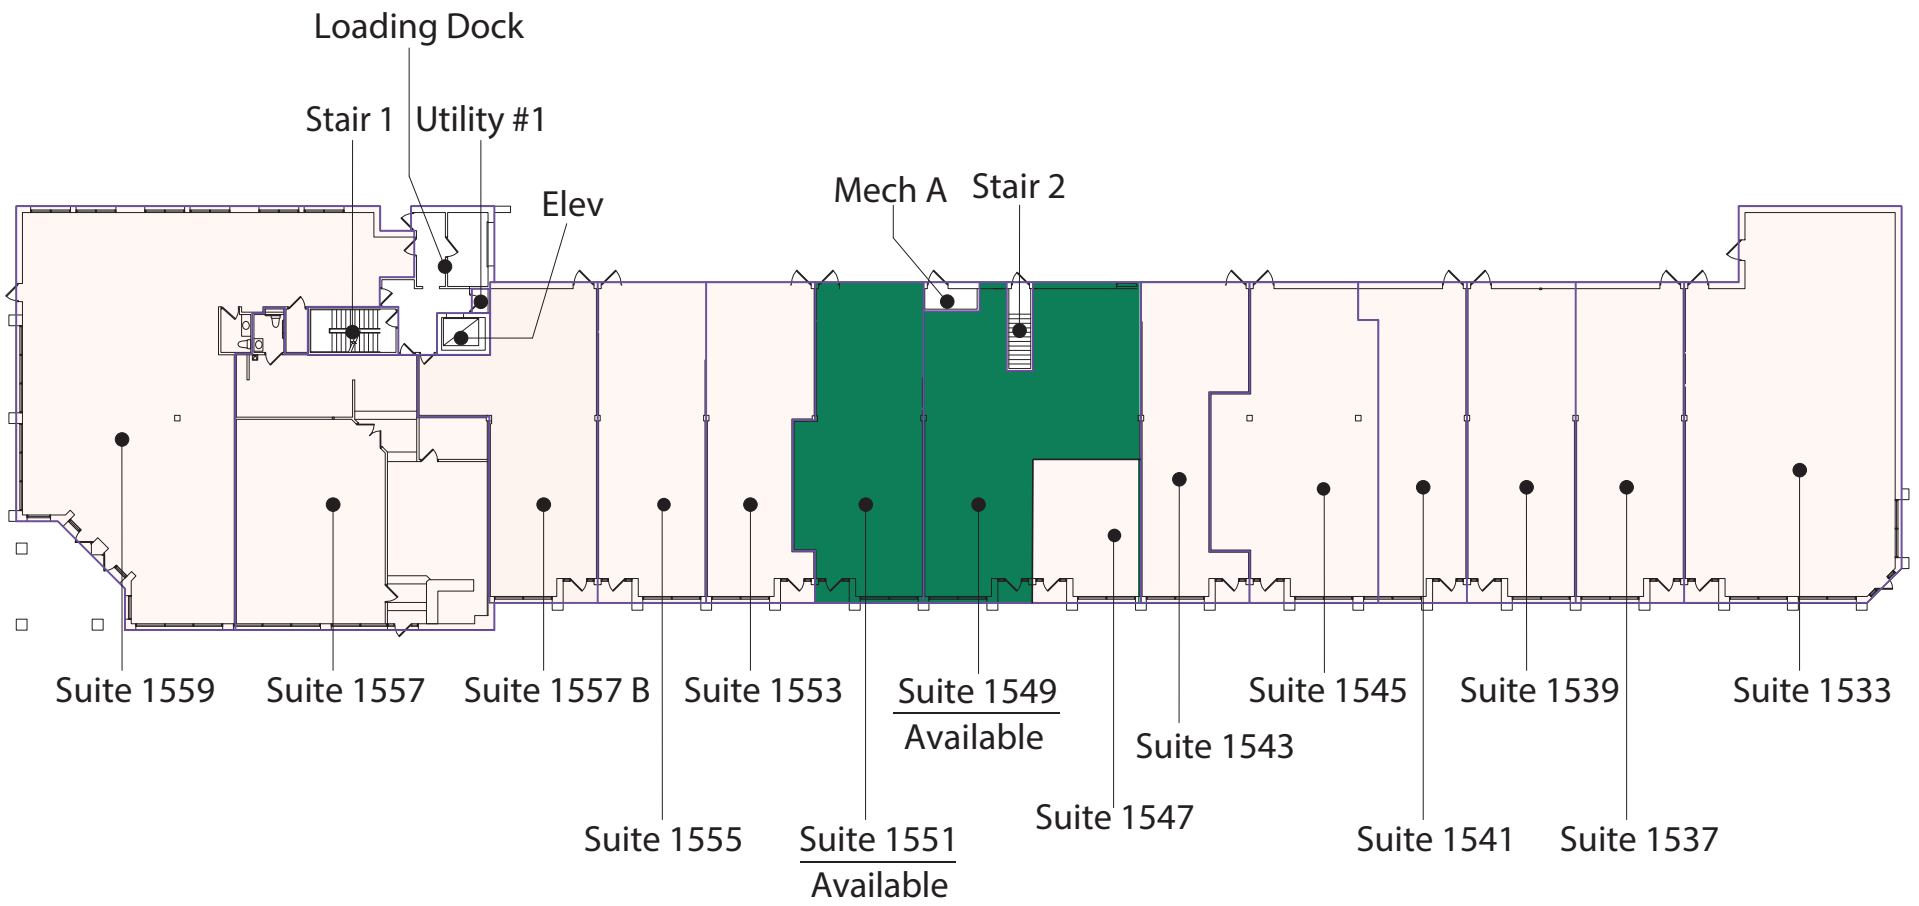 Loading Dock
Stair 1
Utility #1
Elev
Mech A
Stair 2
Suite 1559
Suite 1557
Suite 1557 B
Suite 1553
Suite 1549
Available
Suite 1545
Suite 1539
Suite 1533
Suite 1543
Suite 1547
Suite 1555
Suite 1551
Available
Suite 1541
Suite 1537